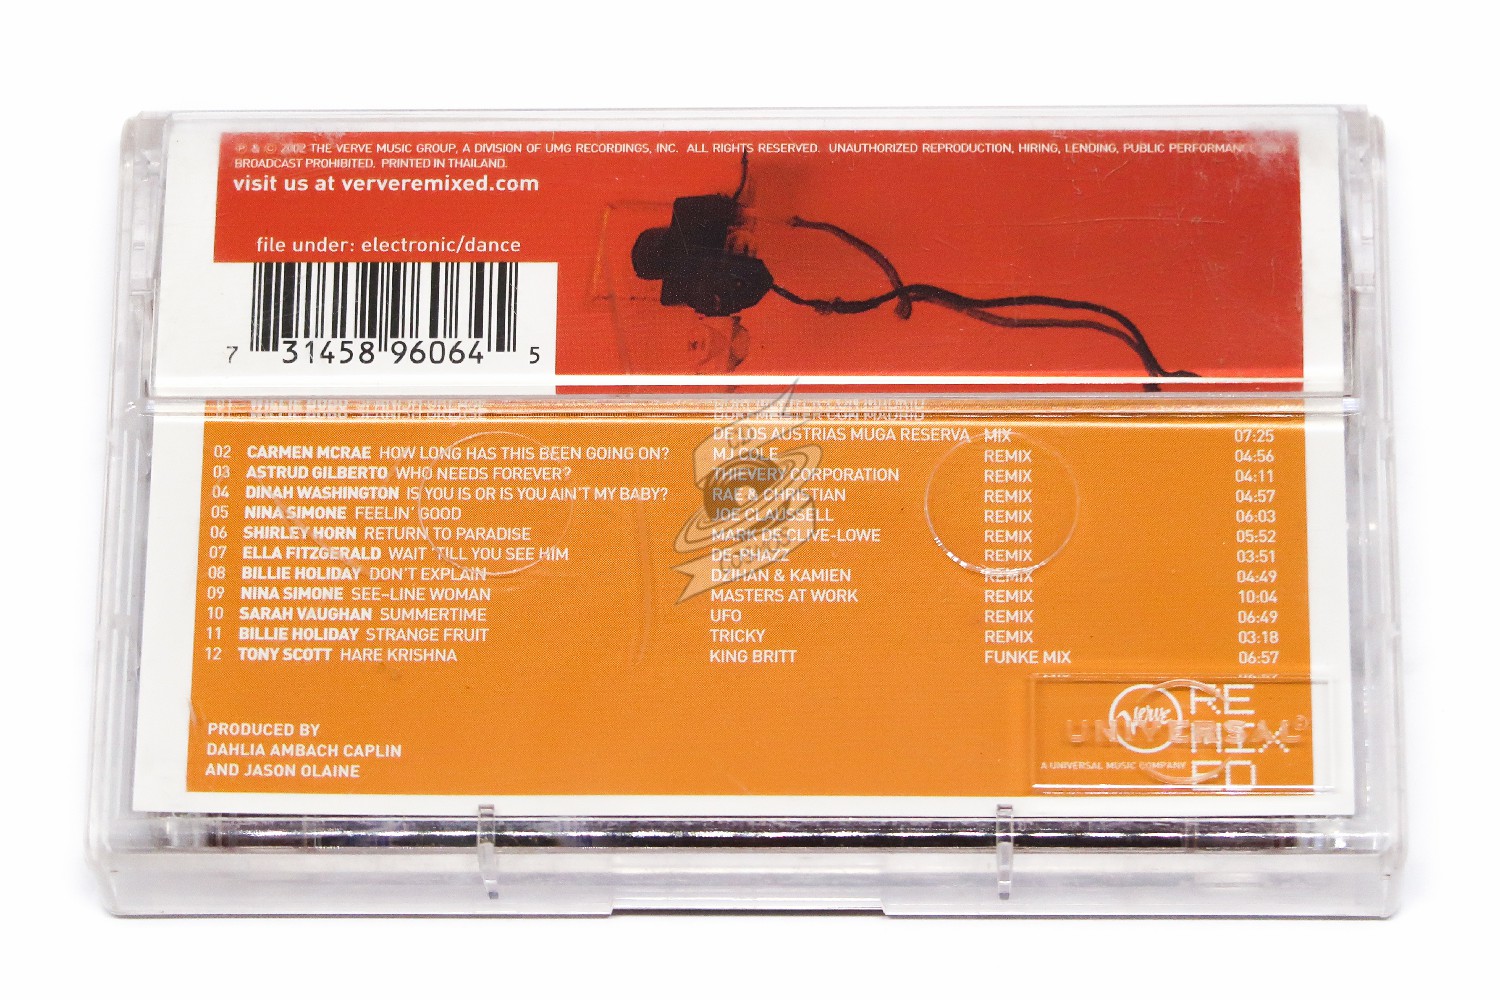 ℗ & © 2002 THE VERVE MUSIC GROUP, A DIVISION OF UMG RECORDINGS, INC. ALL RIGHTS RESERVED. UNAUTHORIZED REPRODUCTION, HIRING, LENDING, PUBLIC PERFORMANCE
BROADCAST PROHIBITED. PRINTED IN THAILAND.
visit us at ververemixed.com
file under: electronic/dance
7 31458 96064 5
DE LOS AUSTRIAS MUGA RESERVA MIX 07:25
02 CARMEN MCRAE HOW LONG HAS THIS BEEN GOING ON? MJ COLE REMIX 04:56
03 ASTRUD GILBERTO WHO NEEDS FOREVER? THIEVERY CORPORATION REMIX 04:11
04 DINAH WASHINGTON IS YOU IS OR IS YOU AIN'T MY BABY? RAE & CHRISTIAN REMIX 04:57
05 NINA SIMONE FEELIN' GOOD JOE CLAUSSELL REMIX 06:03
06 SHIRLEY HORN RETURN TO PARADISE MARK DE CLIVE-LOWE REMIX 05:52
07 ELLA FITZGERALD WAIT 'TILL YOU SEE HIM DE-PHAZZ REMIX 03:51
08 BILLIE HOLIDAY DON'T EXPLAIN DZIHAN & KAMIEN REMIX 04:49
09 NINA SIMONE SEE-LINE WOMAN MASTERS AT WORK REMIX 10:04
10 SARAH VAUGHAN SUMMERTIME UFO REMIX 06:49
11 BILLIE HOLIDAY STRANGE FRUIT TRICKY REMIX 03:18
12 TONY SCOTT HARE KRISHNA KING BRITT FUNKE MIX 06:57
PRODUCED BY
DAHLIA AMBACH CAPLIN
AND JASON OLAINE
Verve
RE
MIX
ED
UNIVERSAL®
A UNIVERSAL MUSIC COMPANY